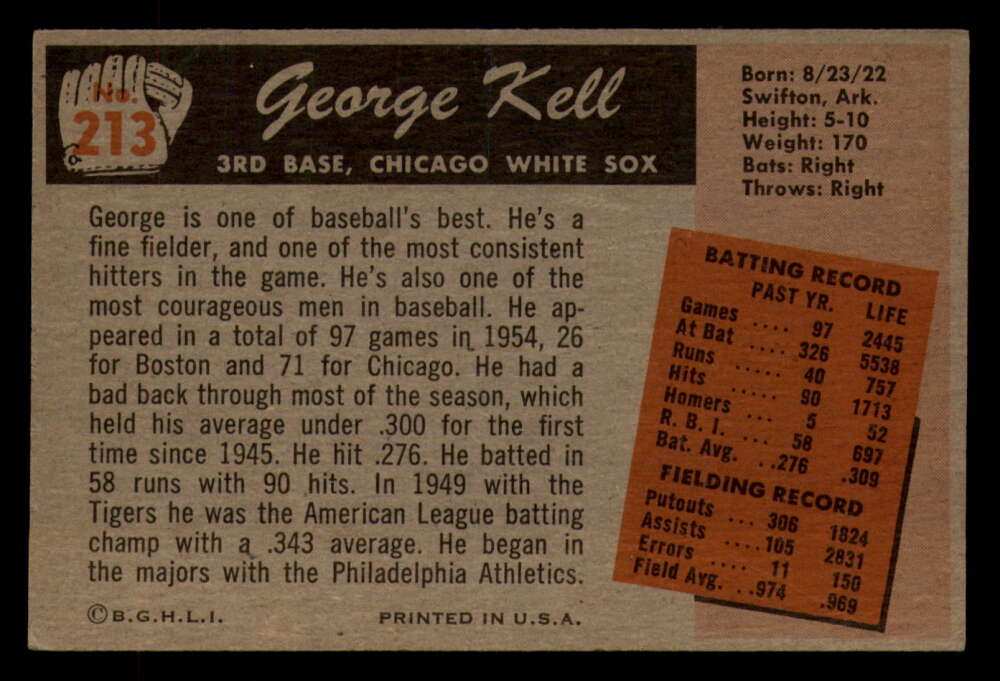 No.
213
George Kell
3RD BASE, CHICAGO WHITE SOX
Born: 8/23/22
Swifton, Ark.
Height: 5-10
Weight: 170
Bats: Right
Throws: Right
George is one of baseball's best. He's a
fine fielder, and one of the most consistent
hitters in the game. He's also one of the
most courageous men in baseball. He ap-
peared in a total of 97 games in 1954, 26
for Boston and 71 for Chicago. He had a
bad back through most of the season, which
held his average under .300 for the first
time since 1945. He hit .276. He batted in
58 runs with 90 hits. In 1949 with the
Tigers he was the American League batting
champ with a .343 average. He began in
the majors with the Philadelphia Athletics.
BATTING RECORD
PAST YR. LIFE
Games .... 97 2445
At Bat .... 326 5538
Runs ..... 40 757
Hits ..... 90 1713
Homers ... 5 52
R. B. I. ... 58 697
Bat. Avg. ..276 .309
FIELDING RECORD
Putouts ... 306 1824
Assists ....105 2831
Errors .... 11 150
Field Avg. ..974 .969
©B.G.H.L.I. PRINTED IN U.S.A.